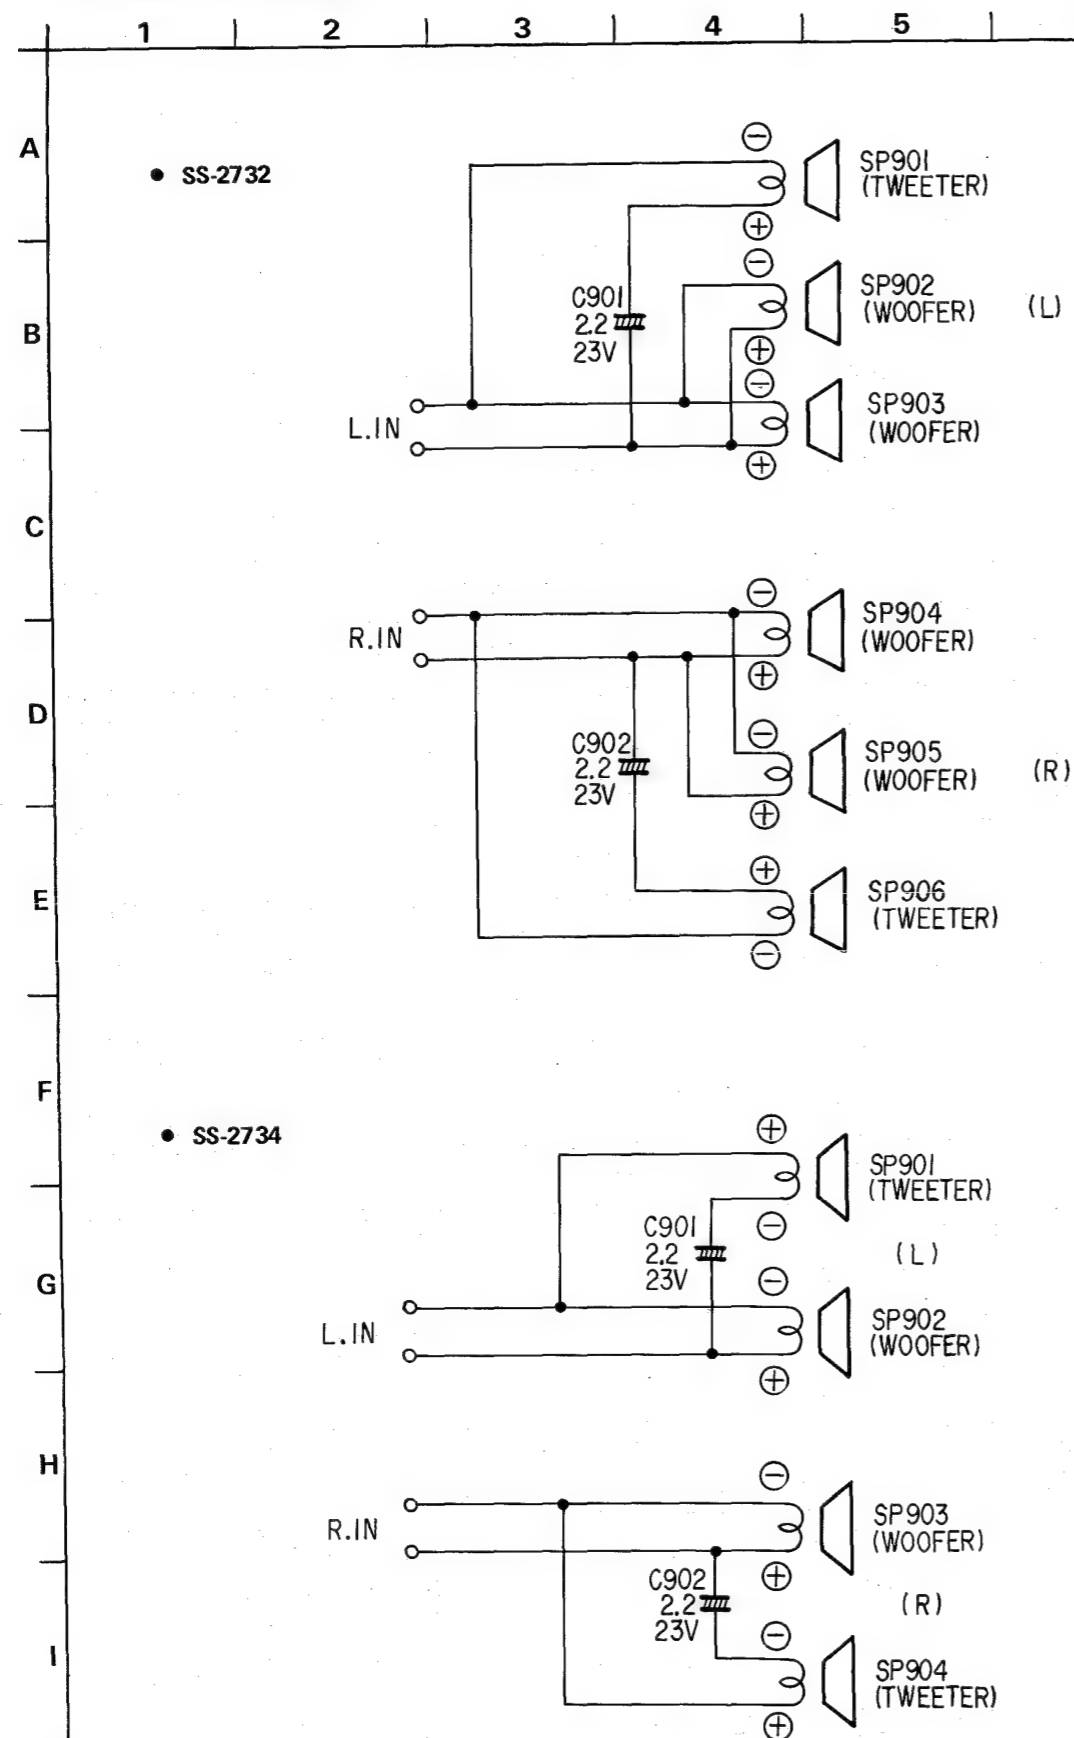 1 2 3 4 5
A
● SS-2732
⊖
SP901
(TWEETER)
⊕
⊖
C901
2.2
23V
SP902
(WOOFER)
(L)
B
⊕
⊖
L.IN
SP903
(WOOFER)
⊕
C
⊖
R.IN
SP904
(WOOFER)
⊕
D
C902
2.2
23V
⊖
SP905
(WOOFER)
(R)
⊕
⊕
E
SP906
(TWEETER)
⊖
F
● SS-2734
⊕
SP901
(TWEETER)
C901
2.2
23V
⊖
(L)
G
⊖
L.IN
SP902
(WOOFER)
⊕
H
⊖
R.IN
SP903
(WOOFER)
⊕
C902
2.2
23V
(R)
⊖
I
SP904
(TWEETER)
⊕